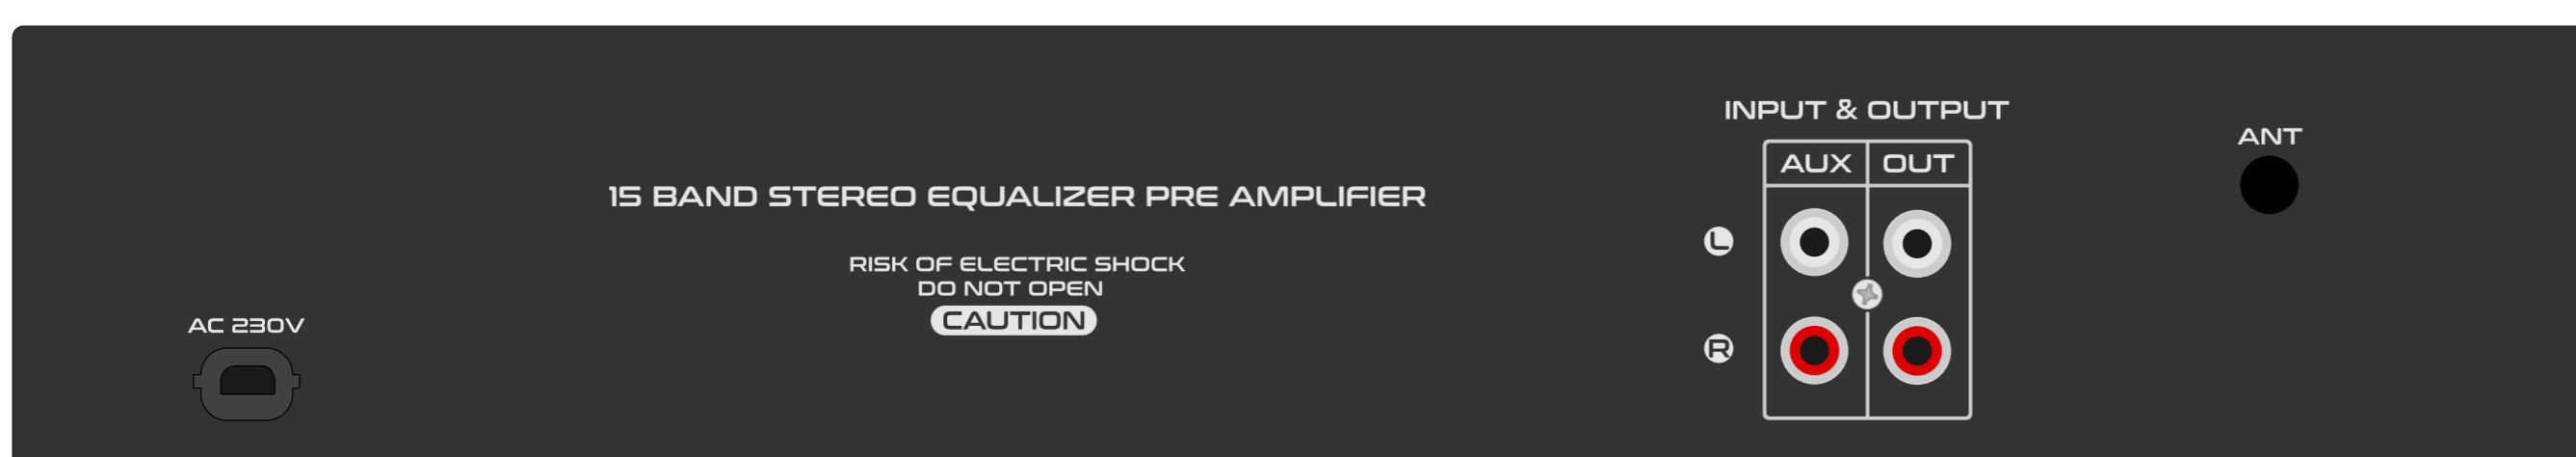 INPUT & OUTPUT
ANT
AUX OUT
15 BAND STEREO EQUALIZER PRE AMPLIFIER
L
RISK OF ELECTRIC SHOCK
DO NOT OPEN
CAUTION
AC 230V
R